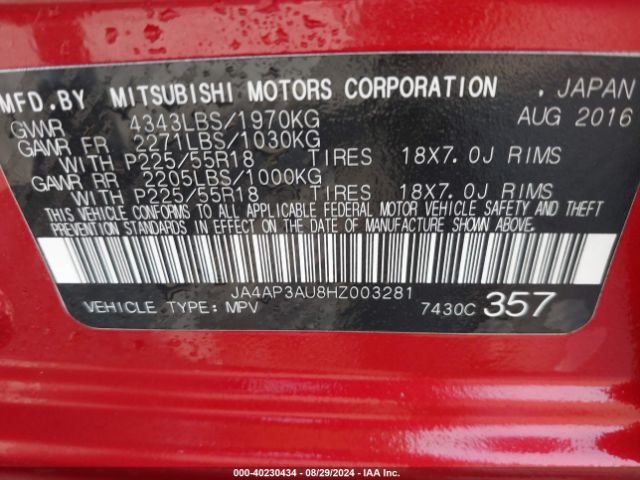 MFD.BY MITSUBISHI MOTORS CORPORATION . JAPAN
GWWR 4343LBS/1970KG AUG 2016
GAWR FR 2271LBS/1030KG
WITH P225/55R18 TIRES 18X7.0J RIMS
GAWR RR 2205LBS/1000KG
WITH P225/55R18 TIRES 18X7.0J RIMS
THIS VEHICLE CONFORMS TO ALL APPLICABLE FEDERAL MOTOR VEHICLE SAFETY AND THEFT
PREVENTION STANDARDS IN EFFECT ON THE DATE OF MANUFACTURE SHOWN ABOVE.
JA4AP3AU8HZ003281
VEHICLE TYPE: MPV 7430C 357
000-40230434 - 08/29/2024 - IAAI.CA